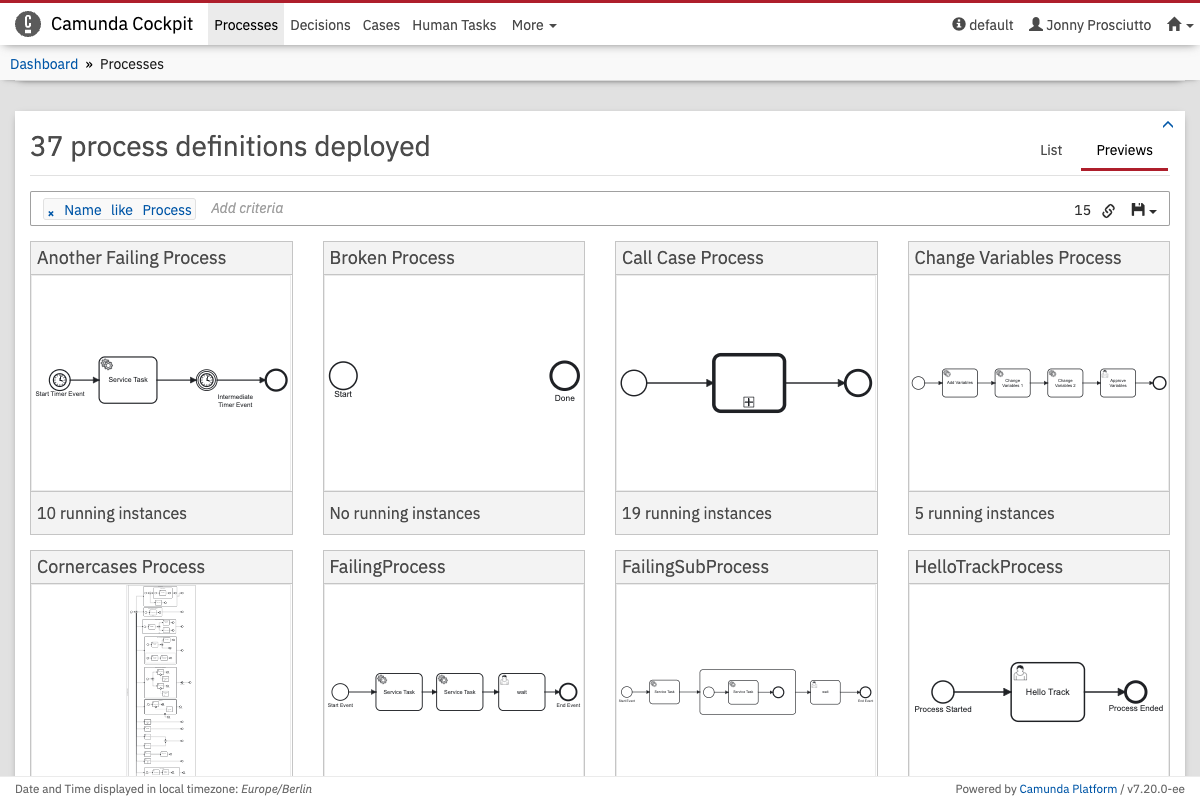 Camunda Cockpit Processes Decisions Cases Human Tasks More default Jonny Prosciutto
Dashboard » Processes
37 process definitions deployed
List Previews
× Name like Process Add criteria 15
Another Failing Process
Start Timer Event
Service Task
Intermediate
Timer Event
10 running instances
Broken Process
Start
Done
No running instances
Call Case Process
19 running instances
Change Variables Process
Add Variables
Change
Variables 1
Change
Variables 2
Approve
Variables
5 running instances
Cornercases Process
FailingProcess
Start Event
Service Task
Service Task
wait
End Event
FailingSubProcess
Service Task
Service Task
wait
End Event
HelloTrackProcess
Process Started
Hello Track
Process Ended
Date and Time displayed in local timezone: Europe/Berlin
Powered by Camunda Platform / v7.20.0-ee